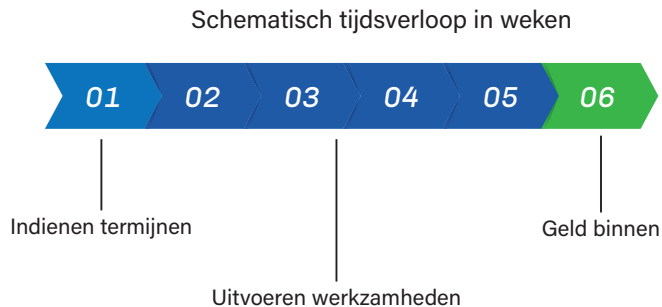 Schematisch tijdsverloop in weken
01 02 03 04 05 06
Indienen termijnen
Geld binnen
Uitvoeren werkzamheden